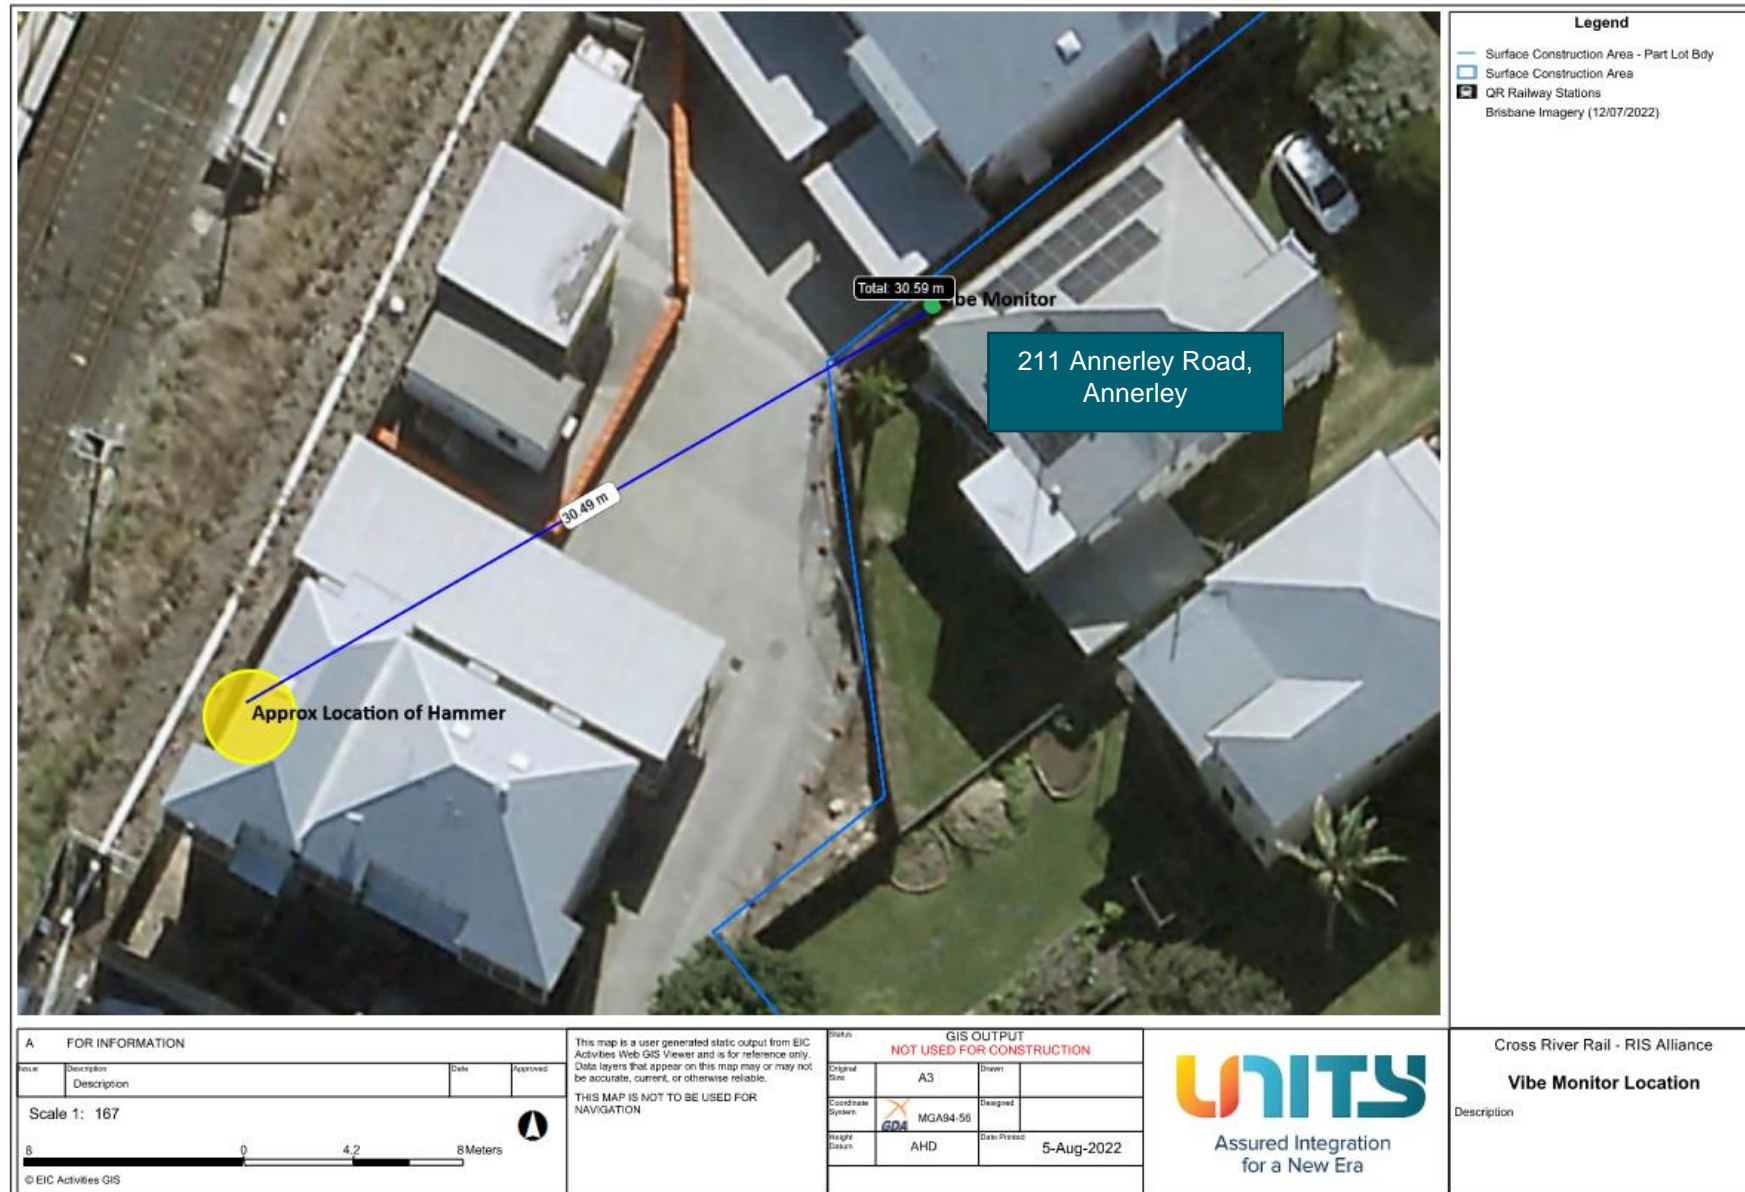 Legend
Surface Construction Area - Part Lot Bdy
Surface Construction Area
QR Railway Stations
Brisbane Imagery (12/07/2022)
Total: 30.59 m
be Monitor
211 Annerley Road,
Annerley
30.49 m
Approx Location of Hammer
A FOR INFORMATION
Issue
Description
Date
Approved
Description
Scale 1: 167
8 0 4.2 8 Meters
© EIC Activities GIS
This map is a user generated static output from EIC
Activities Web GIS Viewer and is for reference only.
Data layers that appear on this map may or may not
be accurate, current, or otherwise reliable.
THIS MAP IS NOT TO BE USED FOR
NAVIGATION
Status
GIS OUTPUT
NOT USED FOR CONSTRUCTION
Original
Size
A3
Drawn
Coordinate
System
GDA
MGA94-56
Designed
Height
Datum
AHD
Date Printed
5-Aug-2022
UNITY
Assured Integration
for a New Era
Cross River Rail - RIS Alliance
Vibe Monitor Location
Description